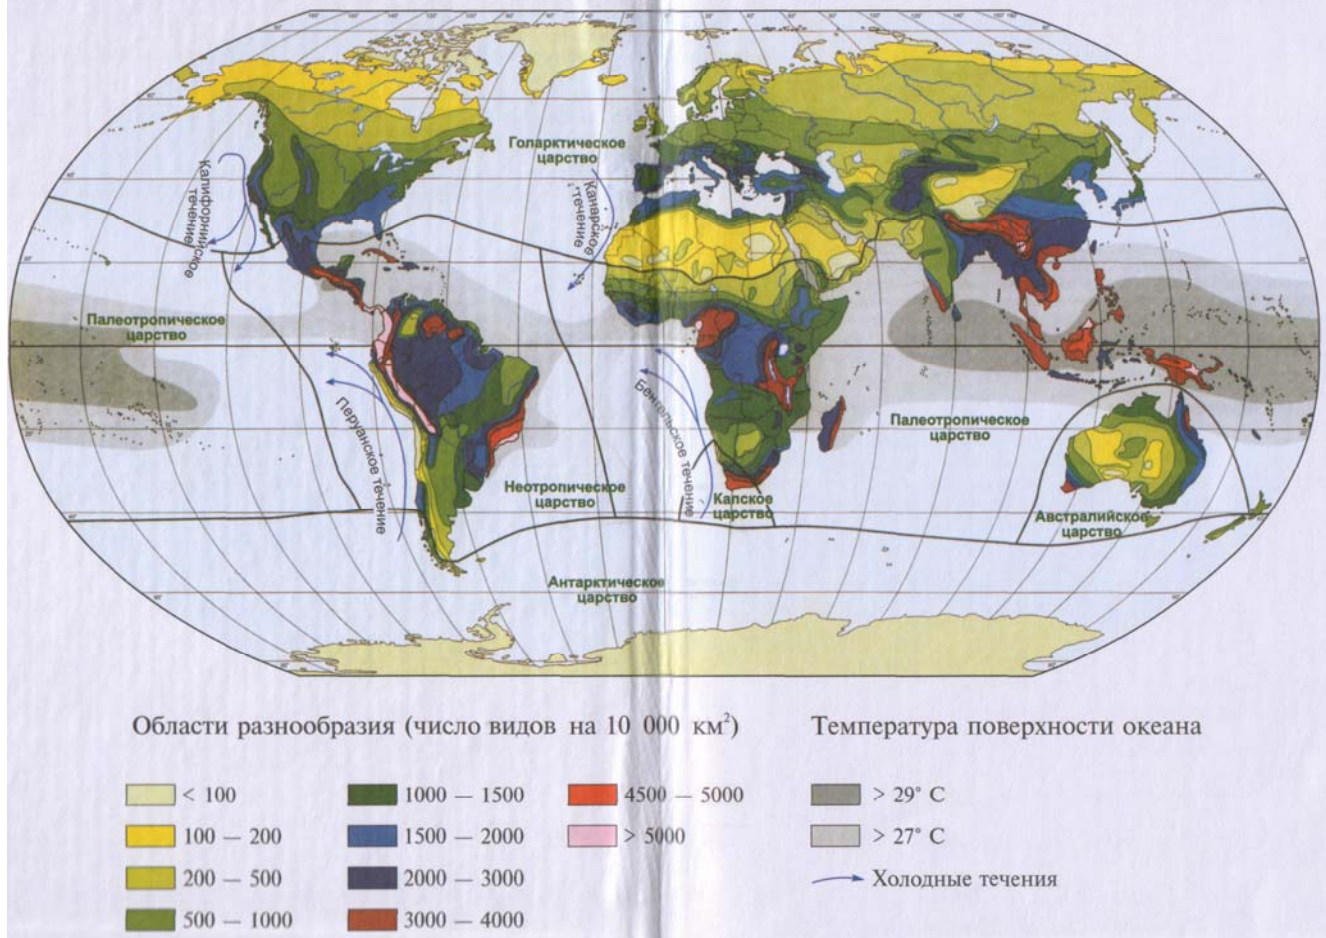 Голарктическое
царство
Калифорнийское
течение
Канарское
течение
Палеотропическое
царство
Перуанское течение
Бенгельское течение
Палеотропическое
царство
Неотропическое
царство
Капское
царство
Австралийское
царство
Антарктическое
царство
Области разнообразия (число видов на 10 000 км²)
Температура поверхности океана
< 100
100 — 200
200 — 500
500 — 1000
1000 — 1500
1500 — 2000
2000 — 3000
3000 — 4000
4500 — 5000
> 5000
> 29° C
> 27° C
Холодные течения